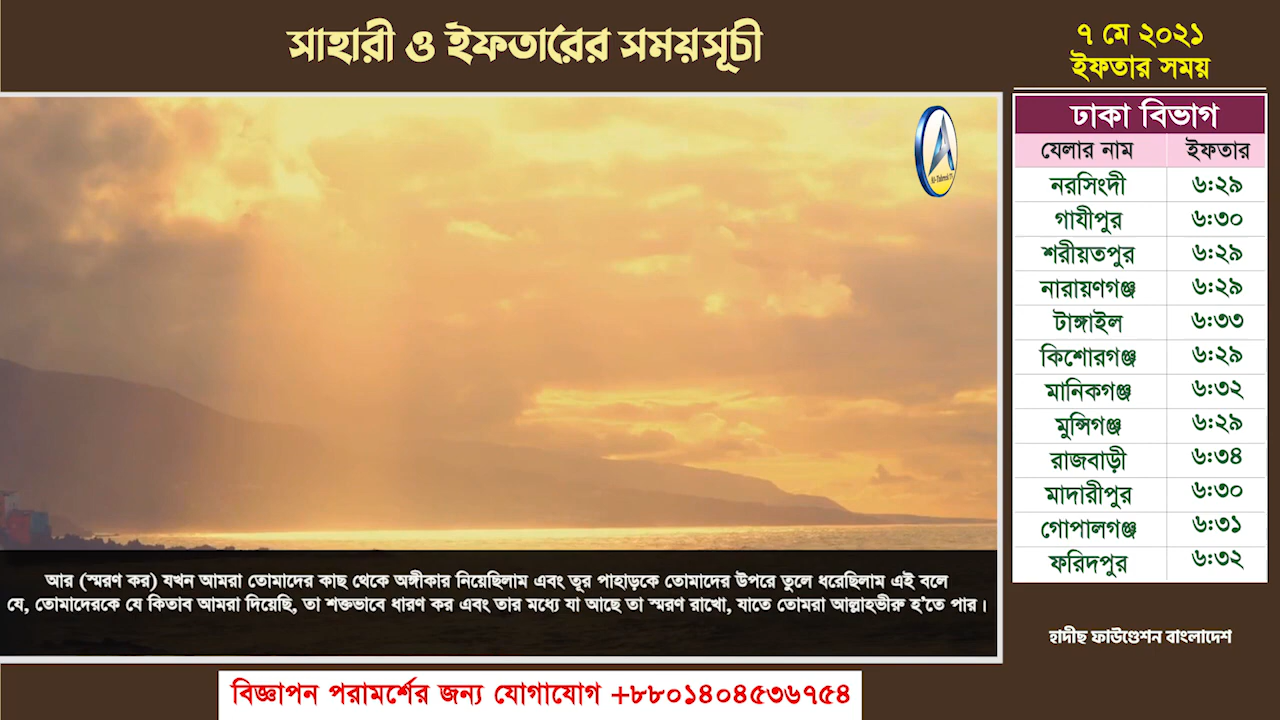 সাহারী ও ইফতারের সময়সূচী
৭ মে ২০২১
ইফতার সময়
ঢাকা বিভাগ
যেলার নাম ইফতার
নরসিংদী ৬:২৯
গাযীপুর ৬:৩০
শরীয়তপুর ৬:২৯
নারায়ণগঞ্জ ৬:২৯
টাঙ্গাইল ৬:৩৩
কিশোরগঞ্জ ৬:২৯
মানিকগঞ্জ ৬:৩২
মুন্সিগঞ্জ ৬:২৯
রাজবাড়ী ৬:৩৪
মাদারীপুর ৬:৩০
গোপালগঞ্জ ৬:৩১
ফরিদপুর ৬:৩২
হাদীছ ফাউণ্ডেশন বাংলাদেশ
At-Tahreek TV
আর (স্মরণ কর) যখন আমরা তোমাদের কাছ থেকে অঙ্গীকার নিয়েছিলাম এবং তূর পাহাড়কে তোমাদের উপরে তুলে ধরেছিলাম এই বলে
যে, তোমাদেরকে যে কিতাব আমরা দিয়েছি, তা শক্তভাবে ধারণ কর এবং তার মধ্যে যা আছে তা স্মরণ রাখো, যাতে তোমরা আল্লাহভীরু হ'তে পার।
বিজ্ঞাপন পরামর্শের জন্য যোগাযোগ +৮৮০১৪০৪৫৩৬৭৫৪